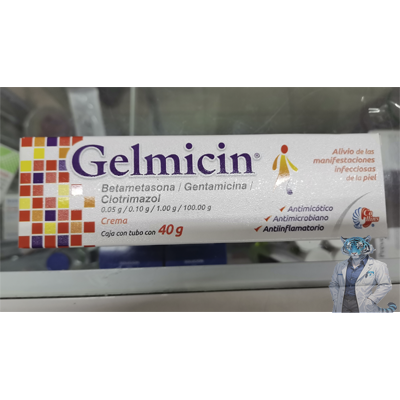 Gelmicin®
Betametasona / Gentamicina /
Clotrimazol
0.05 g / 0.10 g / 1.00 g / 100.00 g
Crema
Caja con tubo con 40 g
Alivio de las
manifestaciones
infecciosas
de la piel
Antimicótico
Antimicrobiano
Antiinflamatorio